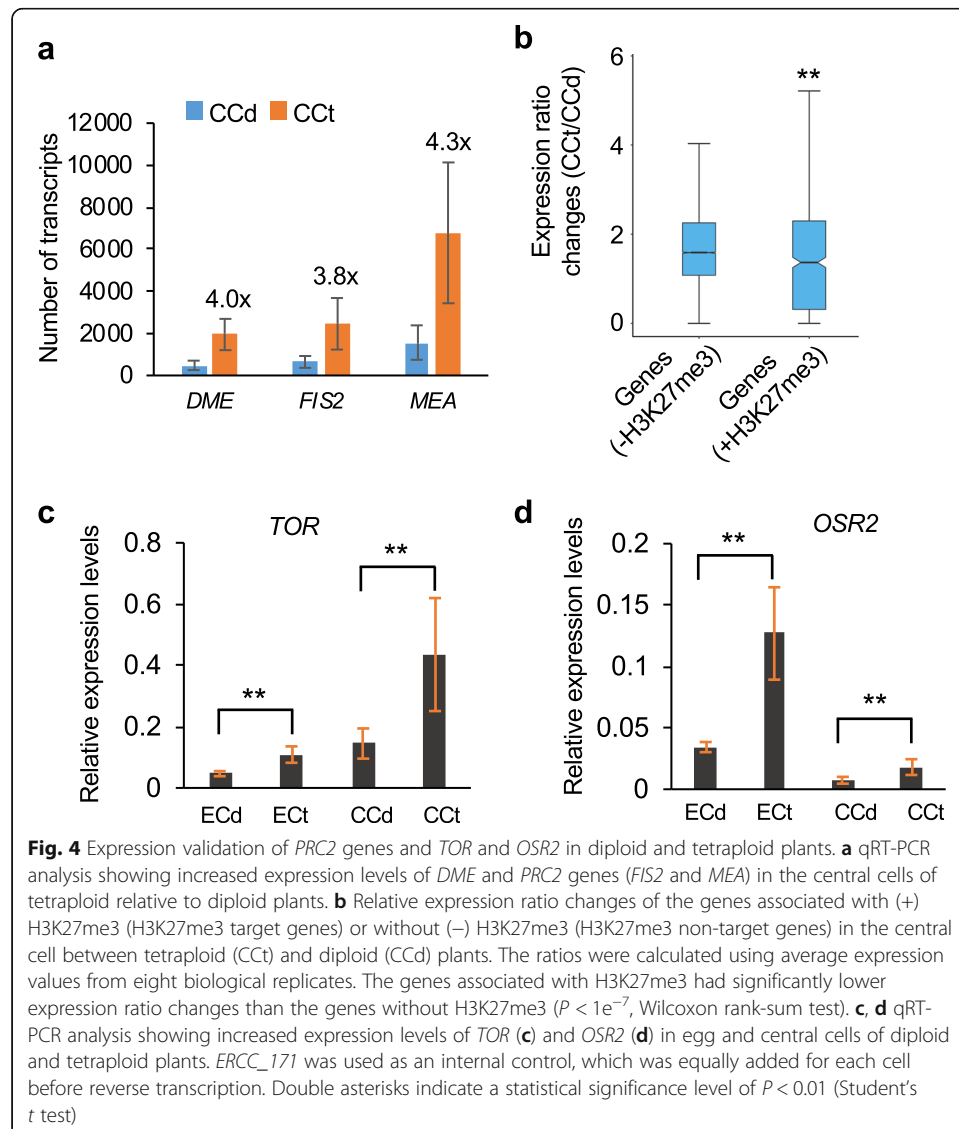 a
CCd CCt
Number of transcripts
12000
10000
8000
6000
4000
2000
0
4.0x
3.8x
4.3x
DME FIS2 MEA
b
Expression ratio
changes (CCt/CCd)
6
4
2
0
**
Genes
(-H3K27me3)
Genes
(+H3K27me3)
c
TOR
Relative expression levels
0.8
0.6
0.4
0.2
0
**
**
ECd ECt CCd CCt
d
OSR2
Relative expression levels
0.2
0.15
0.1
0.05
0
**
**
ECd ECt CCd CCt
Fig. 4 Expression validation of PRC2 genes and TOR and OSR2 in diploid and tetraploid plants. a qRT-PCR
analysis showing increased expression levels of DME and PRC2 genes (FIS2 and MEA) in the central cells of
tetraploid relative to diploid plants. b Relative expression ratio changes of the genes associated with (+)
H3K27me3 (H3K27me3 target genes) or without (−) H3K27me3 (H3K27me3 non-target genes) in the central
cell between tetraploid (CCt) and diploid (CCd) plants. The ratios were calculated using average expression
values from eight biological replicates. The genes associated with H3K27me3 had significantly lower
expression ratio changes than the genes without H3K27me3 (P < 1e⁻⁷, Wilcoxon rank-sum test). c, d qRT-
PCR analysis showing increased expression levels of TOR (c) and OSR2 (d) in egg and central cells of diploid
and tetraploid plants. ERCC_171 was used as an internal control, which was equally added for each cell
before reverse transcription. Double asterisks indicate a statistical significance level of P < 0.01 (Student's
t test)